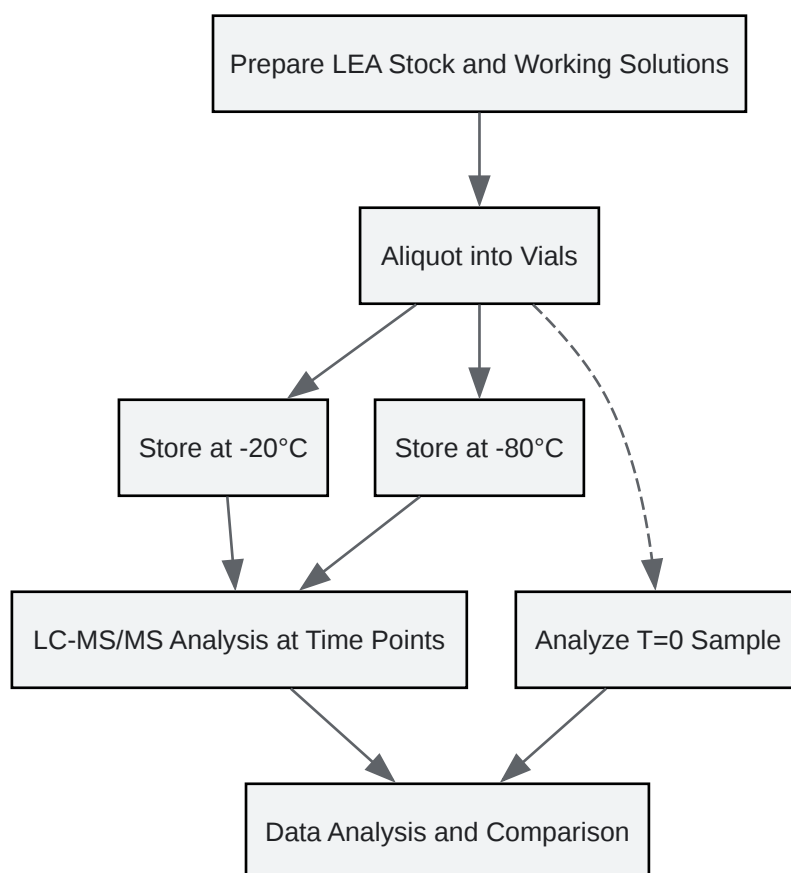 Prepare LEA Stock and Working Solutions
Aliquot into Vials
Store at -20°C
Store at -80°C
LC-MS/MS Analysis at Time Points
Analyze T=0 Sample
Data Analysis and Comparison